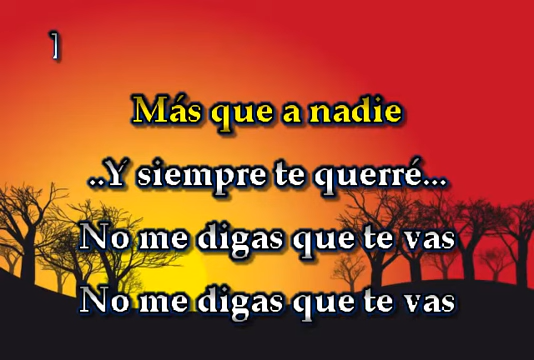 ]
Más que a nadie
..Y siempre te querré...
No me digas que te vas
No me digas que te vas